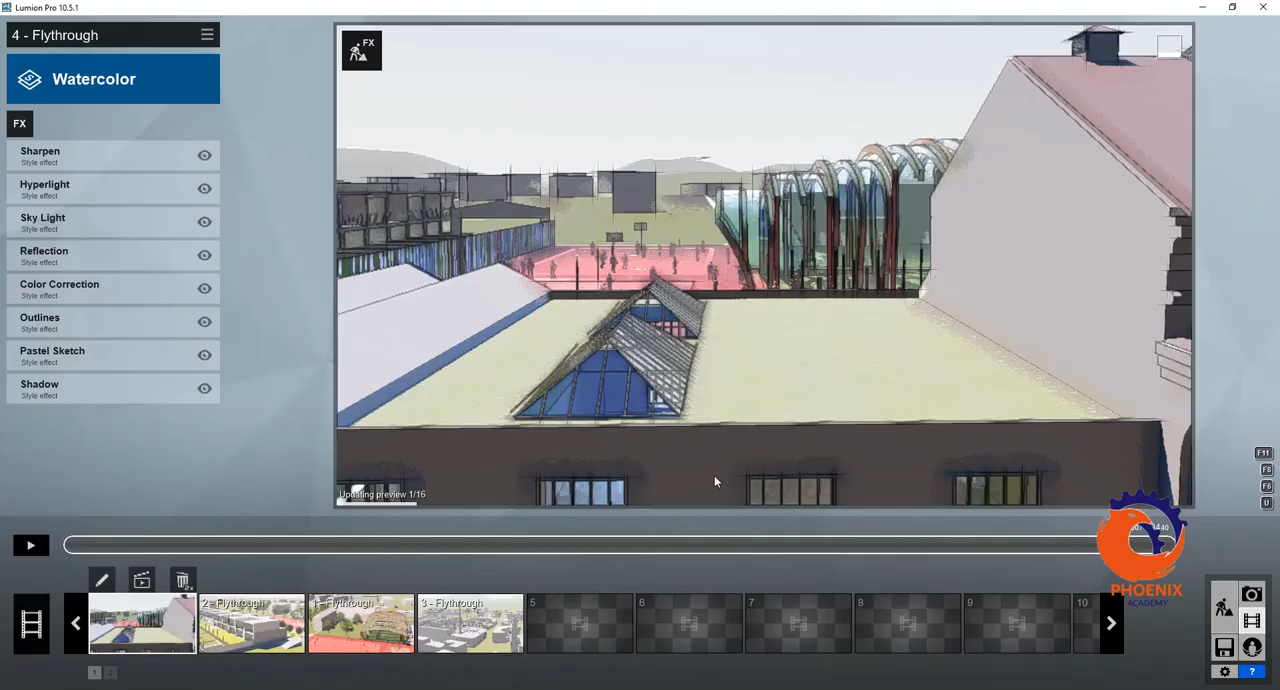 Lumion Pro 10.5.1
4 - Flythrough
Watercolor
FX
Sharpen
Style effect
Hyperlight
Style effect
Sky Light
Style effect
Reflection
Style effect
Color Correction
Style effect
Outlines
Style effect
Pastel Sketch
Style effect
Shadow
Style effect
FX
Updating preview 1/16
F11
F8
F6
U
PHOENIX
ACADEMY
2 - Flythrough
1 - Flythrough
3 - Flythrough
5
6
7
8
9
10
1
2
?